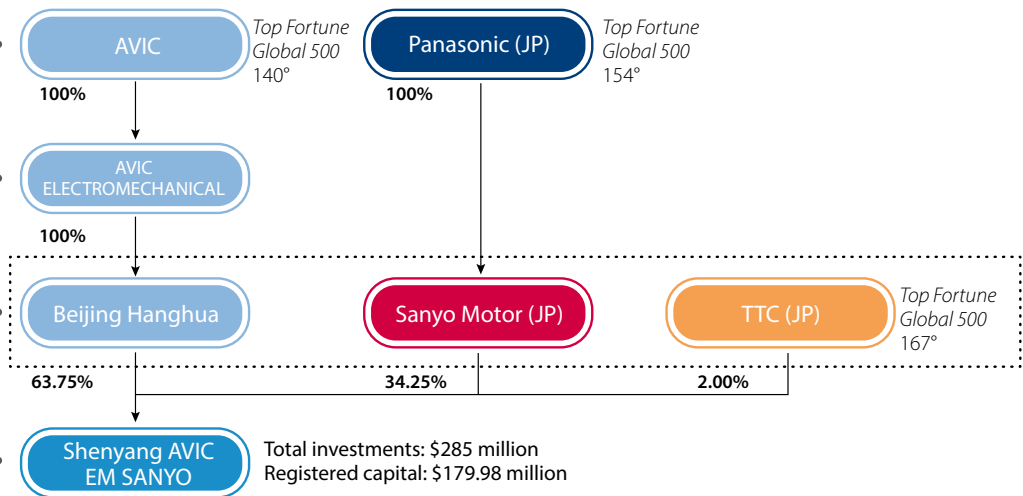 AVIC
Top Fortune
Global 500
140°
Panasonic (JP)
Top Fortune
Global 500
154°
100%
100%
AVIC
ELECTROMECHANICAL
100%
Beijing Hanghua
Sanyo Motor (JP)
TTC (JP)
Top Fortune
Global 500
167°
63.75%
34.25%
2.00%
Shenyang AVIC
EM SANYO
Total investments: $285 million
Registered capital: $179.98 million